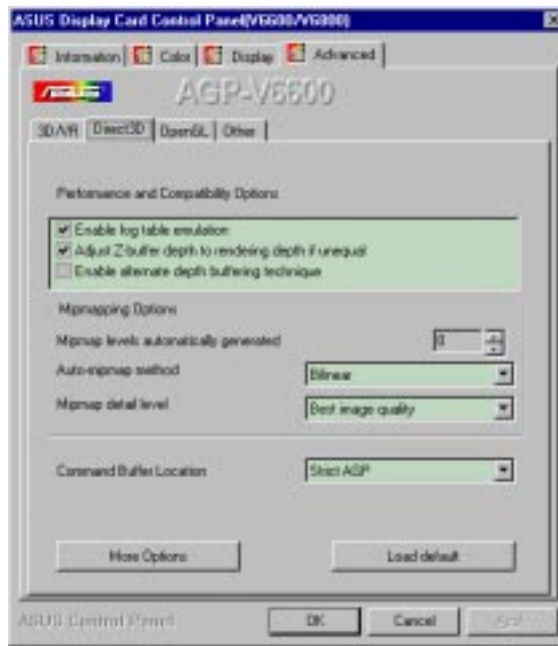 ASUS Display Card Control Panel(V6600/V6800)
Information Color Display Advanced
ASUS AGP-V6600
3D A/R Direct3D OpenGL Other
Performance and Compatibility Options
Enable fog table emulation
Adjust Z-buffer depth to rendering depth if unequal
Enable alternate depth buffering technique
Mipmapping Options
Mipmap levels automatically generated 0
Auto-mipmap method Bilinear
Mipmap detail level Best image quality
Command Buffer Location Strict AGP
More Options Load default
ASUS Control Panel OK Cancel